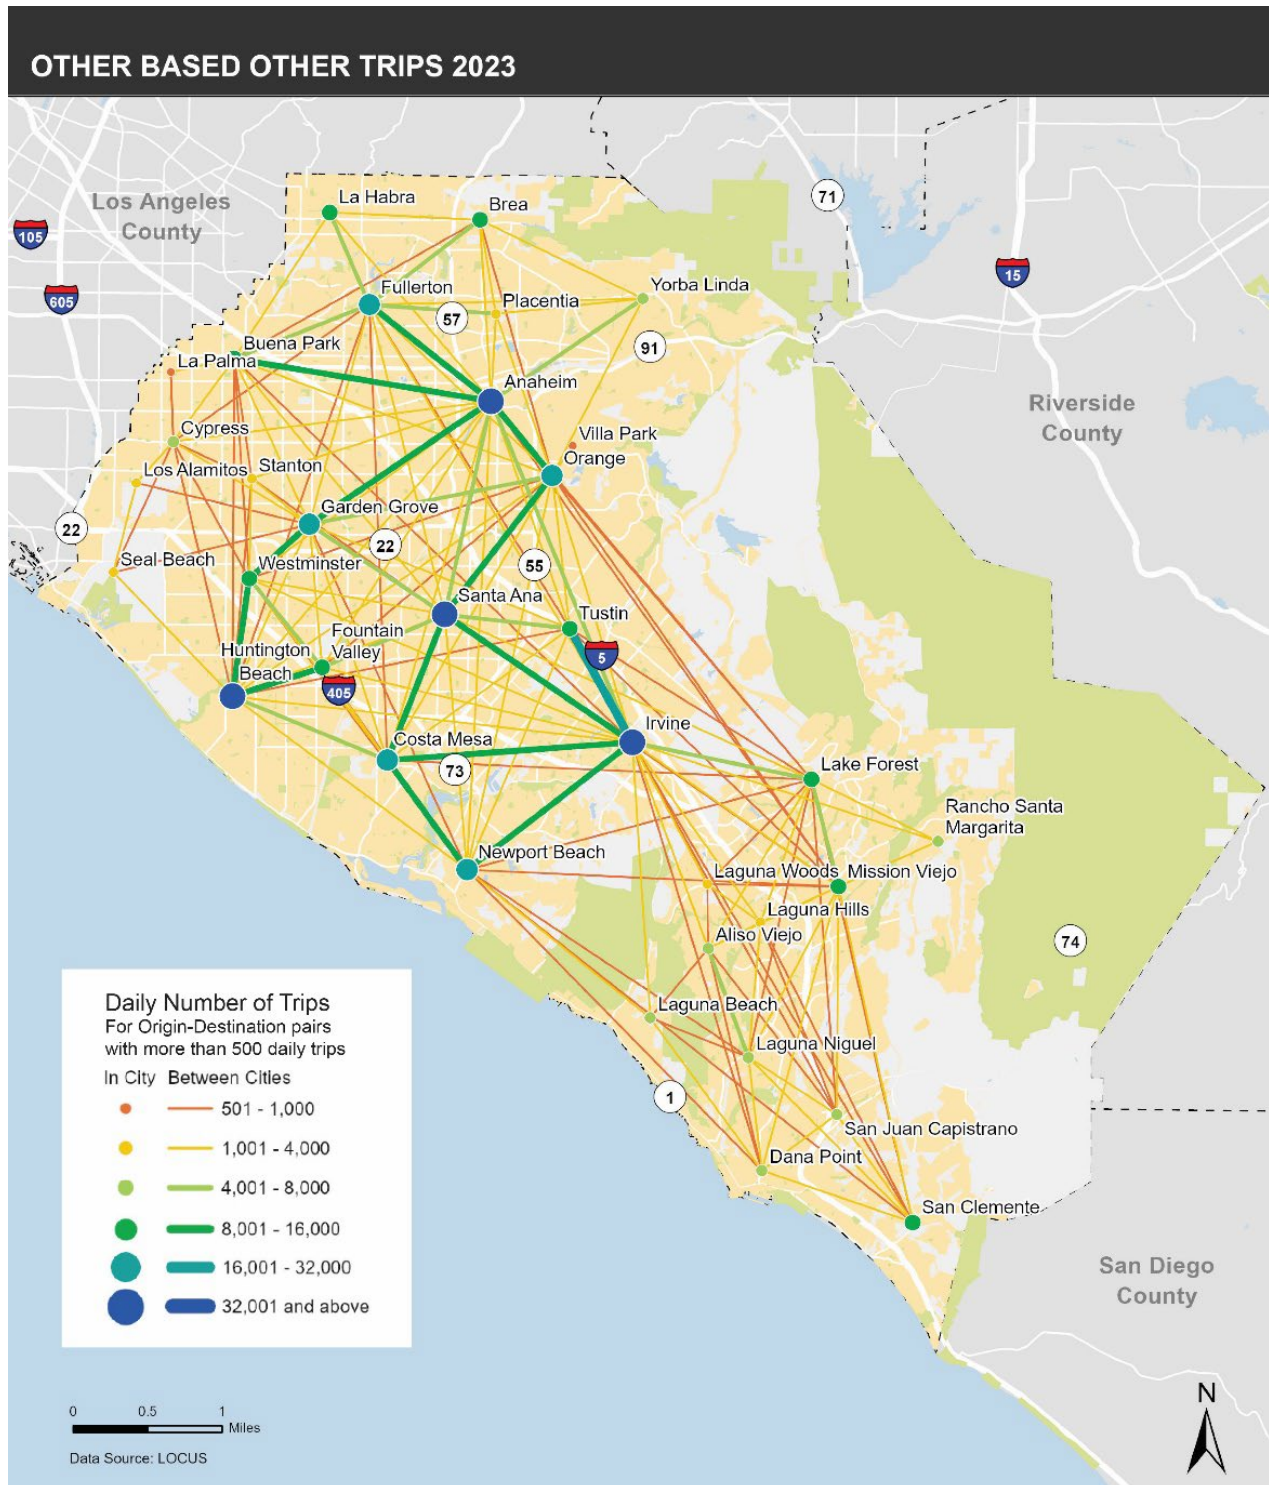 OTHER BASED OTHER TRIPS 2023
Los Angeles
County
La Habra
Brea
71
105
15
605
Fullerton
57
Placentia
Yorba Linda
Buena Park
91
La Palma
Anaheim
Riverside
County
Cypress
Villa Park
Orange
Los Alamitos
Stanton
Garden Grove
22
22
Seal Beach
Westminster
55
Santa Ana
Tustin
Fountain
Valley
Huntington
Beach
5
405
Irvine
Costa Mesa
73
Lake Forest
Rancho Santa
Margarita
Newport Beach
Laguna Woods
Mission Viejo
Laguna Hills
Aliso Viejo
74
Laguna Beach
Laguna Niguel
1
San Juan Capistrano
Dana Point
San Clemente
San Diego
County
Daily Number of Trips
For Origin-Destination pairs
with more than 500 daily trips
In City Between Cities
501 - 1,000
1,001 - 4,000
4,001 - 8,000
8,001 - 16,000
16,001 - 32,000
32,001 and above
0 0.5 1
Miles
Data Source: LOCUS
N